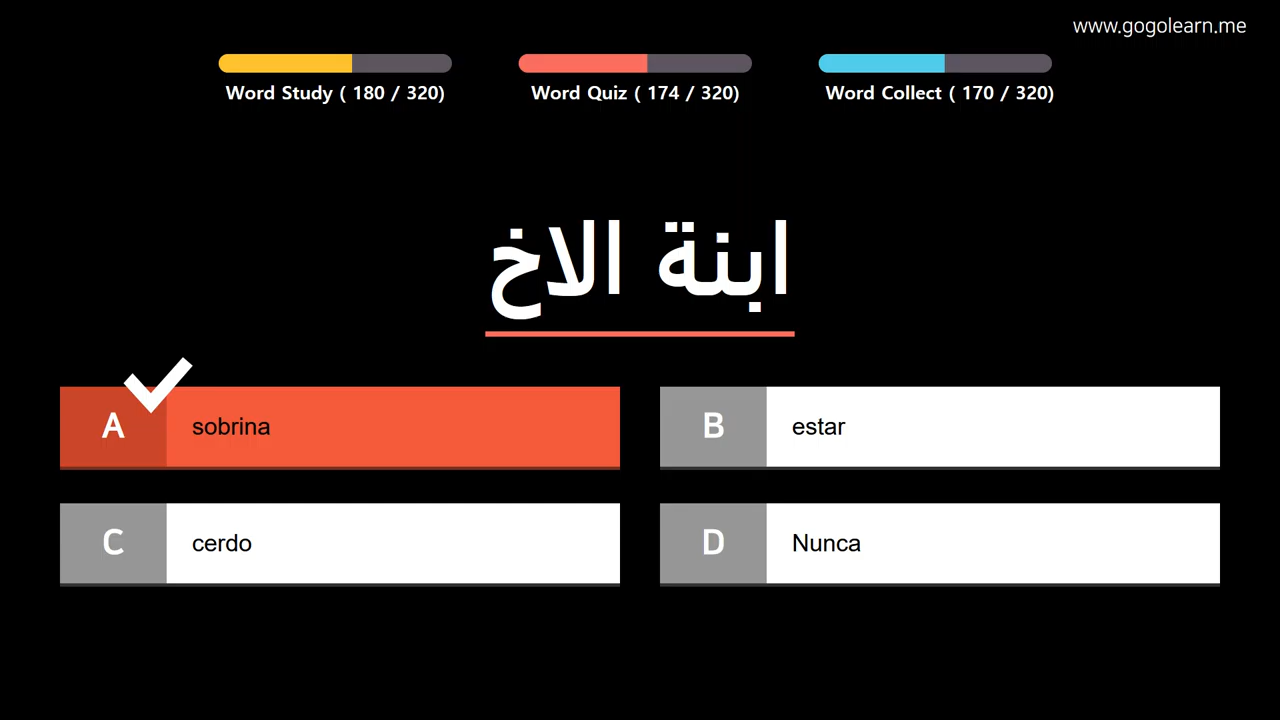 www.gogolearn.me
Word Study ( 180 / 320)
Word Quiz ( 174 / 320)
Word Collect ( 170 / 320)
ابنة الاخ
A sobrina
B estar
C cerdo
D Nunca